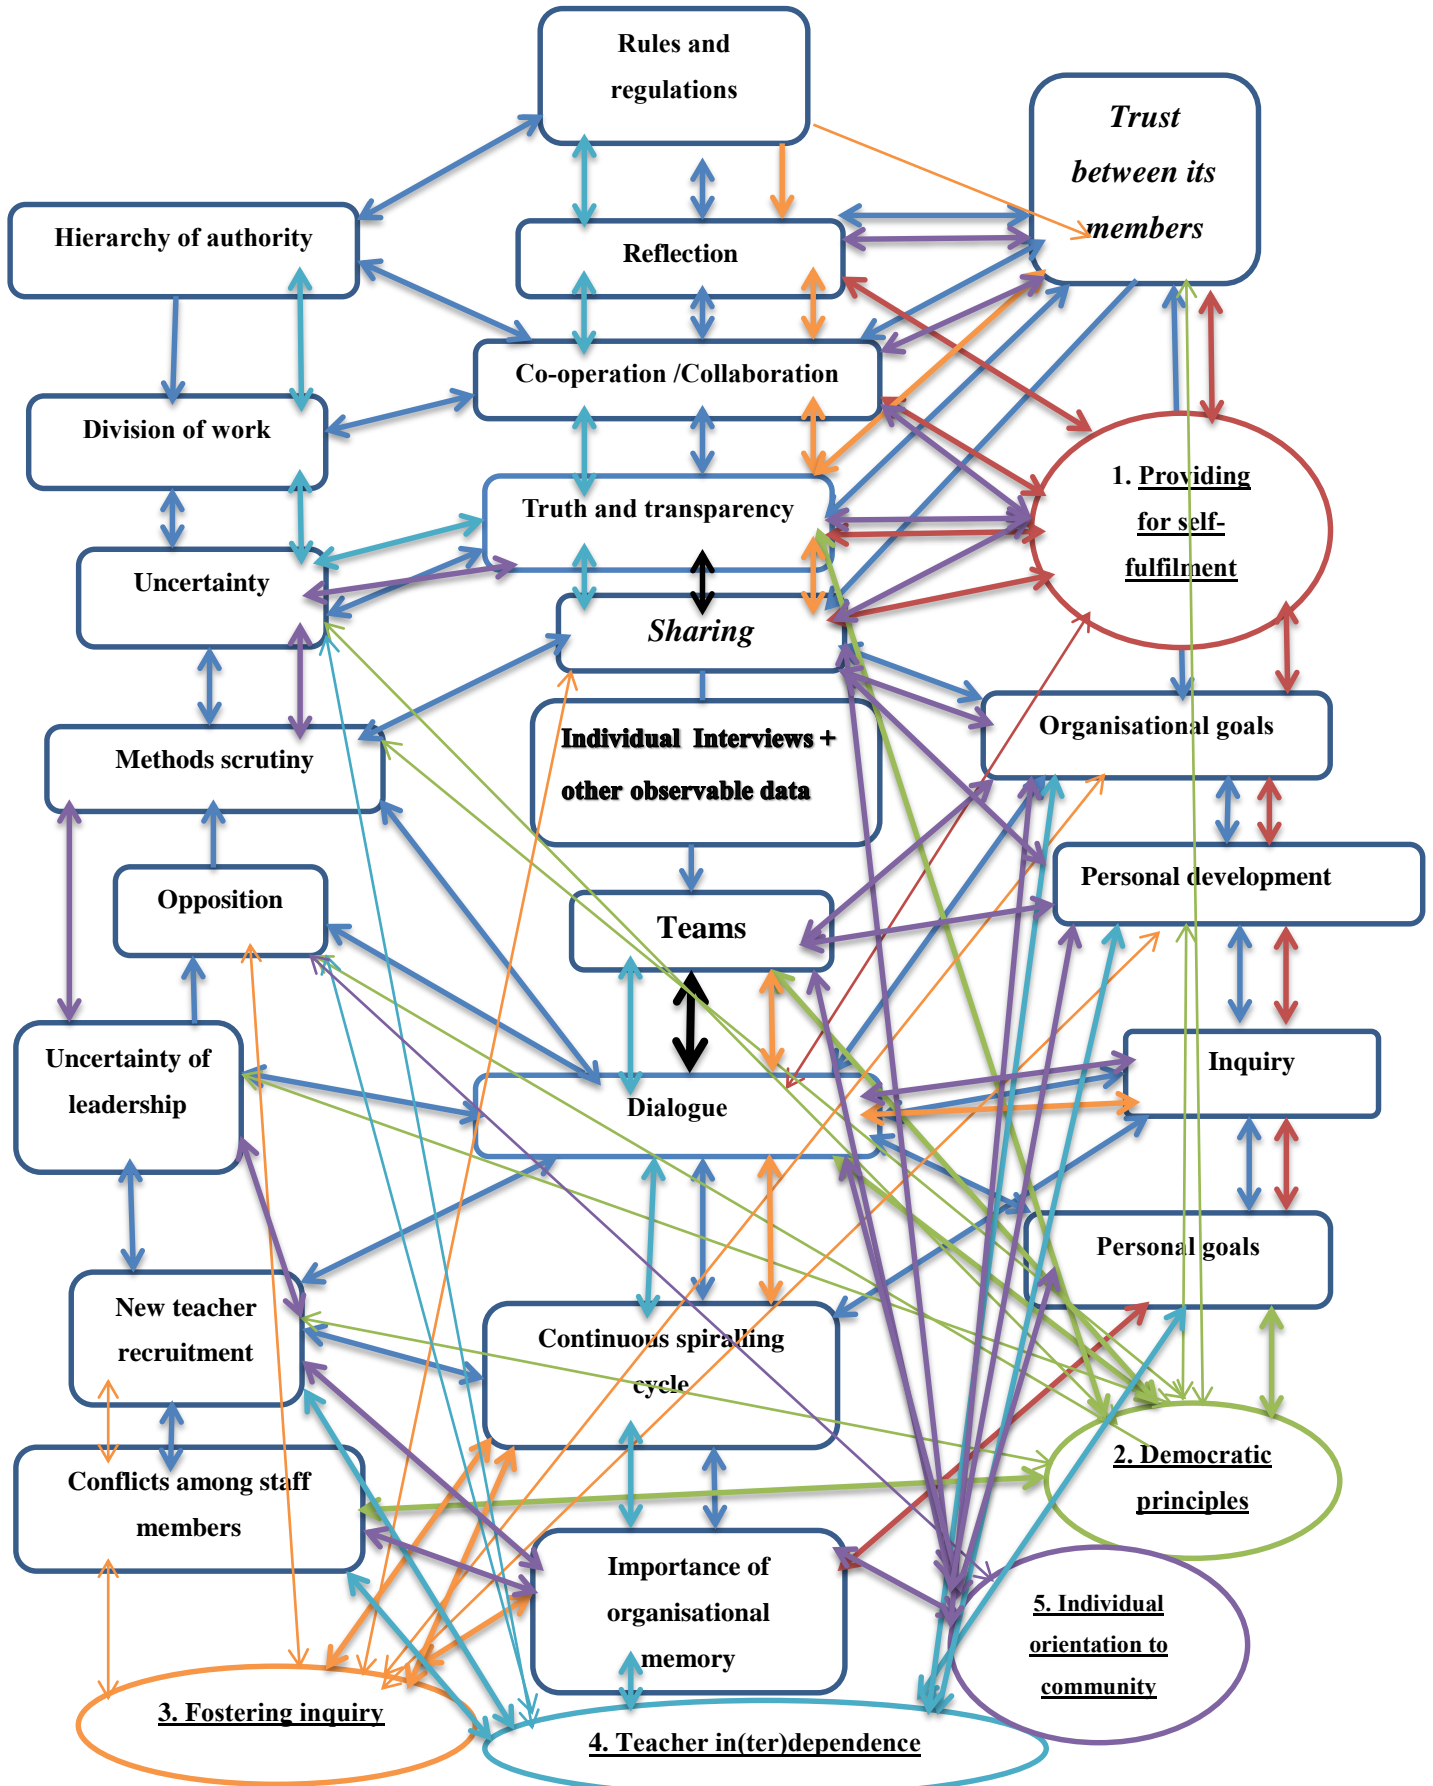 Rules and
regulations
Trust
between its
members
Hierarchy of authority
Reflection
Co-operation /Collaboration
Division of work
1. Providing
for self-
fulfilment
Truth and transparency
Uncertainty
Sharing
Organisational goals
Individual Interviews +
other observable data
Methods scrutiny
Personal development
Opposition
Teams
Uncertainty of
leadership
Inquiry
Dialogue
Personal goals
New teacher
recruitment
Continuous spiralling
cycle
2. Democratic
principles
Conflicts among staff
members
Importance of
organisational
memory
5. Individual
orientation to
community
3. Fostering inquiry
4. Teacher in(ter)dependence